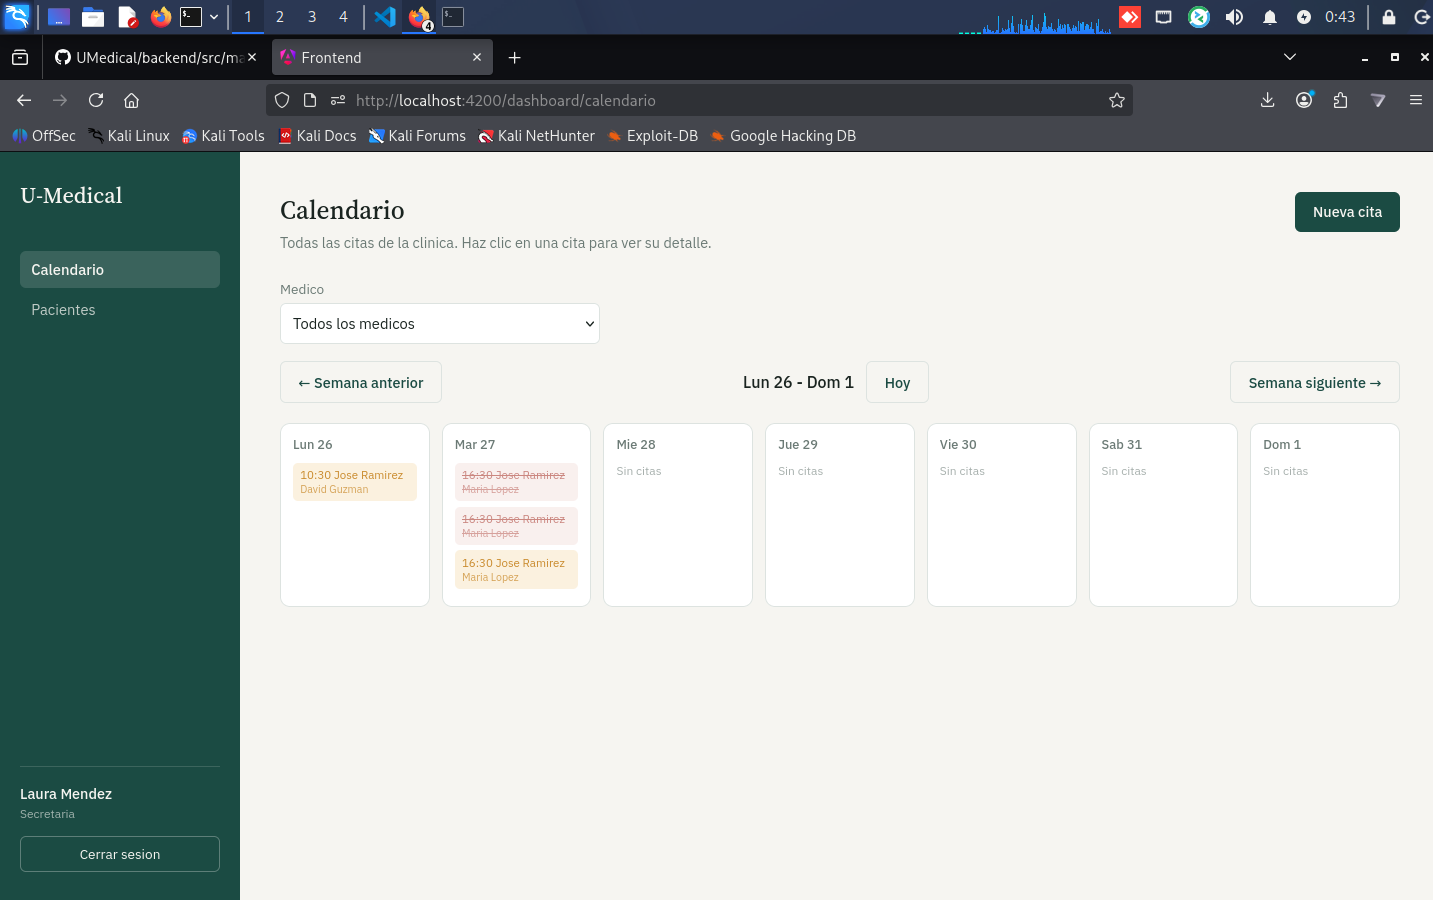 1
2
3
4
4
0:43
UMedical/backend/src/ma
Frontend
http://localhost:4200/dashboard/calendario
OffSec
Kali Linux
Kali Tools
Kali Docs
Kali Forums
Kali NetHunter
Exploit-DB
Google Hacking DB
U-Medical
Calendario
Pacientes
Laura Mendez
Secretaria
Cerrar sesion
Calendario
Nueva cita
Todas las citas de la clinica. Haz clic en una cita para ver su detalle.
Medico
Todos los medicos
← Semana anterior
Lun 26 - Dom 1
Hoy
Semana siguiente →
Lun 26
10:30 Jose Ramirez
David Guzman
Mar 27
16:30 Jose Ramirez
Maria Lopez
16:30 Jose Ramirez
Maria Lopez
16:30 Jose Ramirez
Maria Lopez
Mie 28
Sin citas
Jue 29
Sin citas
Vie 30
Sin citas
Sab 31
Sin citas
Dom 1
Sin citas